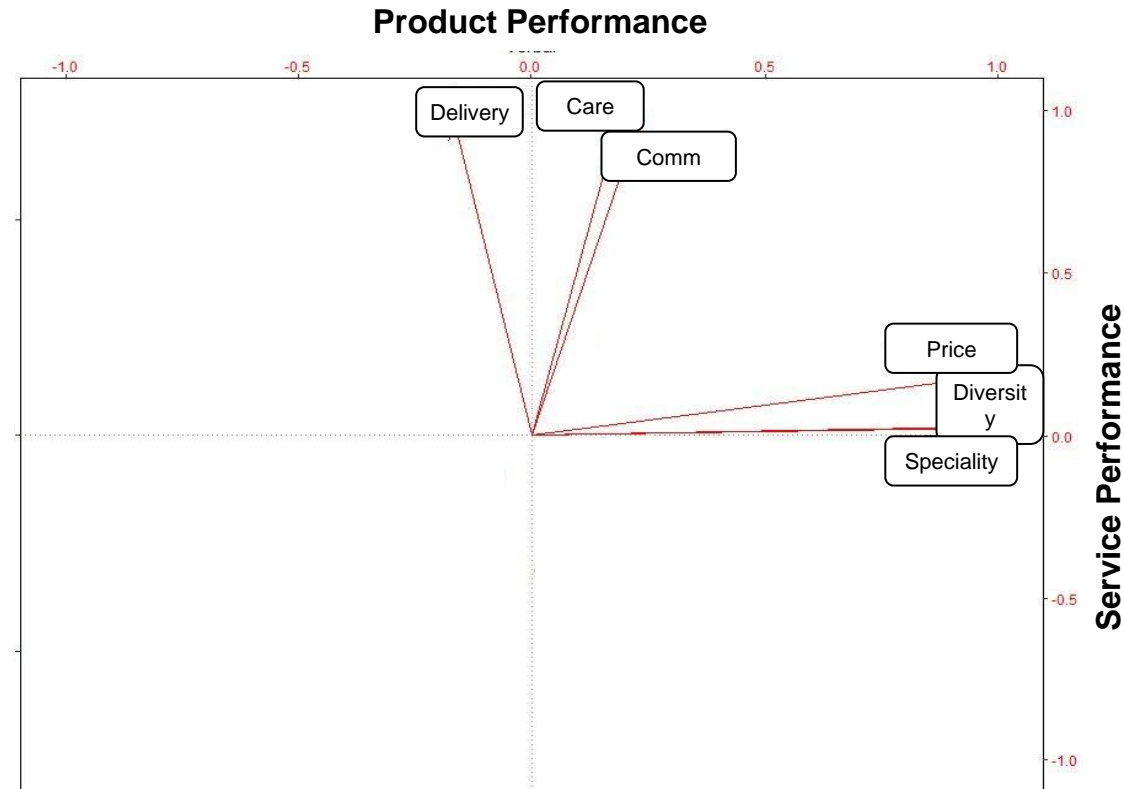 Product Performance
-1.0 -0.5 0.0 0.5 1.0
Delivery
Care
1.0
Comm
0.5
Price
Diversit
y
0.0
Speciality
Service Performance
-0.5
-1.0